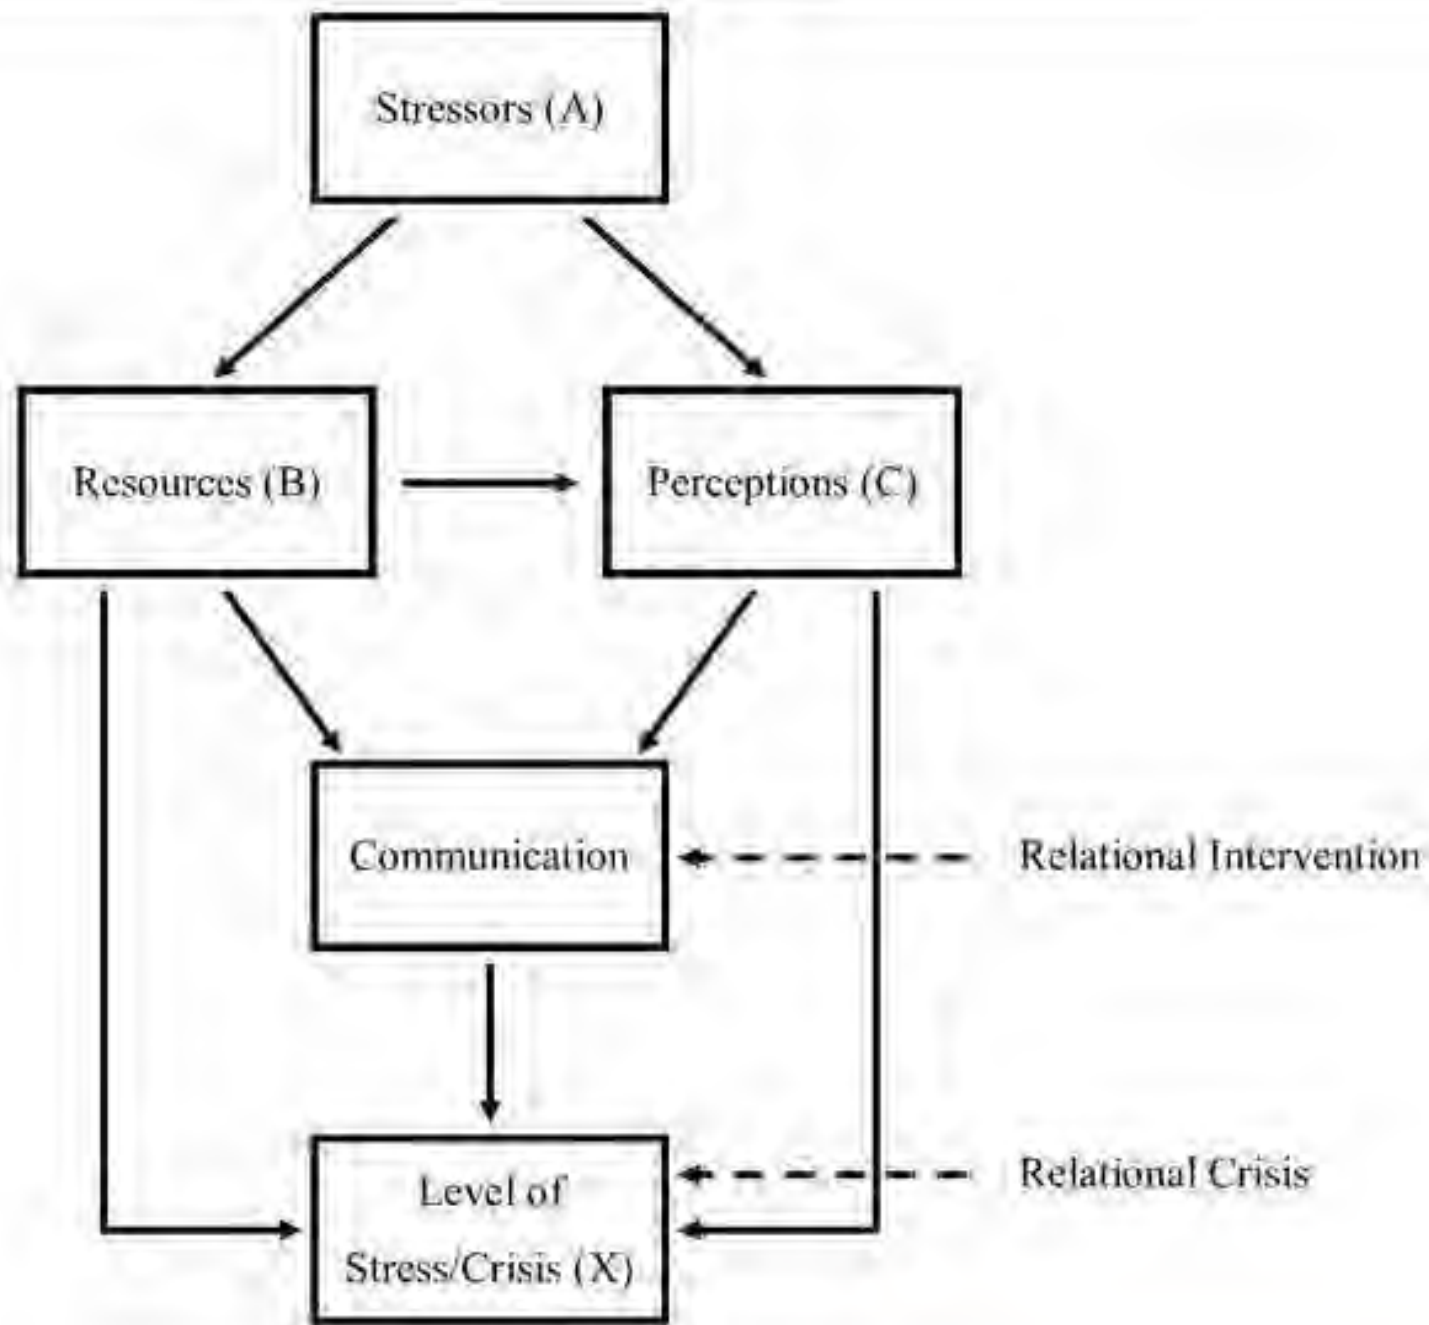 Stressors (A)
Resources (B)
Perceptions (C)
Communication
Relational Intervention
Relational Crisis
Level of
Stress/Crisis (X)